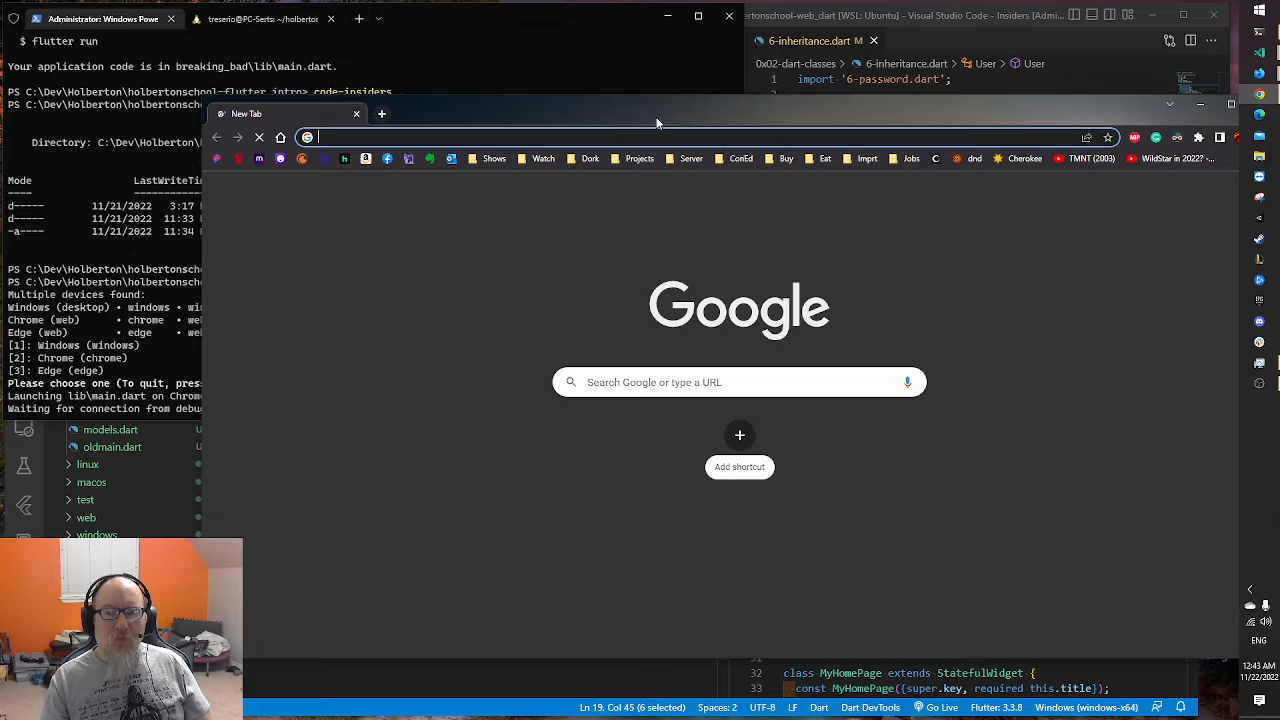 Administrator: Windows Powe
treserio@PC-Serts: ~/holberton
ertonschool-web_dart [WSL: Ubuntu] - Visual Studio Code - Insiders [Admi...
$ flutter run
6-inheritance.dart M
Your application code is in breaking_bad\lib\main.dart.
0x02-dart-classes > 6-inheritance.dart > User > User
import '6-password.dart';
PS C:\Dev\Holberton\holbertonschool-flutter_intro> code-insiders
PS C:\Dev\Holberton\holbertonsc
New Tab
Directory: C:\Dev\Holberton\h
Shows
Watch
Dork
Projects
Server
ConEd
Buy
Eat
Imprt
Jobs
dnd
Cherokee
TMNT (2003)
WildStar in 2022?...
Mode LastWriteTi
---- -------------
d----- 11/21/2022 3:17
d----- 11/21/2022 11:33
-a---- 11/21/2022 11:34
PS C:\Dev\Holberton\holbertonsc
PS C:\Dev\Holberton\holbertonsc
Multiple devices found:
Windows (desktop) • windows • wi
Chrome (web) • chrome • we
Edge (web) • edge • we
[1]: Windows (windows)
[2]: Chrome (chrome)
[3]: Edge (edge)
Please choose one (To quit, pres
Launching lib\main.dart on Chrom
Waiting for connection from debu
Google
Search Google or type a URL
Add shortcut
models.dart
oldmain.dart
linux
macos
test
web
windows
32 class MyHomePage extends StatefulWidget {
33 const MyHomePage({super.key, required this.title});
Ln 19, Col 45 (6 selected) Spaces: 2 UTF-8 LF Dart Dart DevTools Go Live Flutter: 3.3.8 Windows (windows-x64)
ENG
12:43 AM
11/22/2022